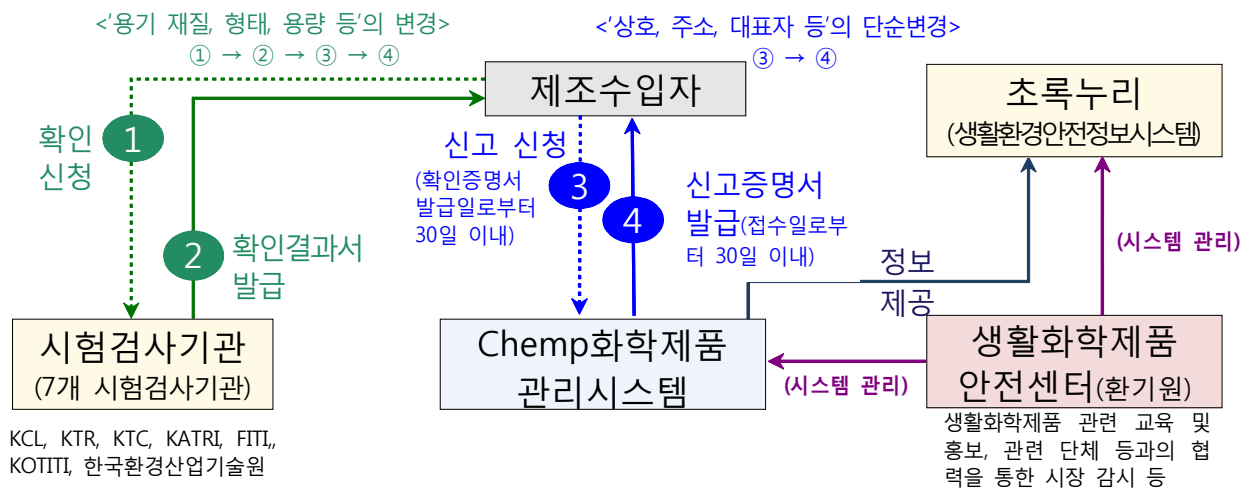 <'용기 재질, 형태, 용량 등'의 변경>
① → ② → ③ → ④
<'상호, 주소, 대표자 등'의 단순변경>
③ → ④
제조수입자
초록누리
(생활환경안전정보시스템)
확인
신청
1
신고 신청
(확인증명서
발급일로부터
30일 이내)
3
4
신고증명서
발급(접수일로부
터 30일 이내)
2
확인결과서
발급
(시스템 관리)
정보
제공
시험검사기관
(7개 시험검사기관)
Chemp화학제품
관리시스템
(시스템 관리)
생활화학제품
안전센터(환기원)
KCL, KTR, KTC, KATRI, FITI,,
KOTITI, 한국환경산업기술원
생활화학제품 관련 교육 및
홍보, 관련 단체 등과의 협
력을 통한 시장 감시 등